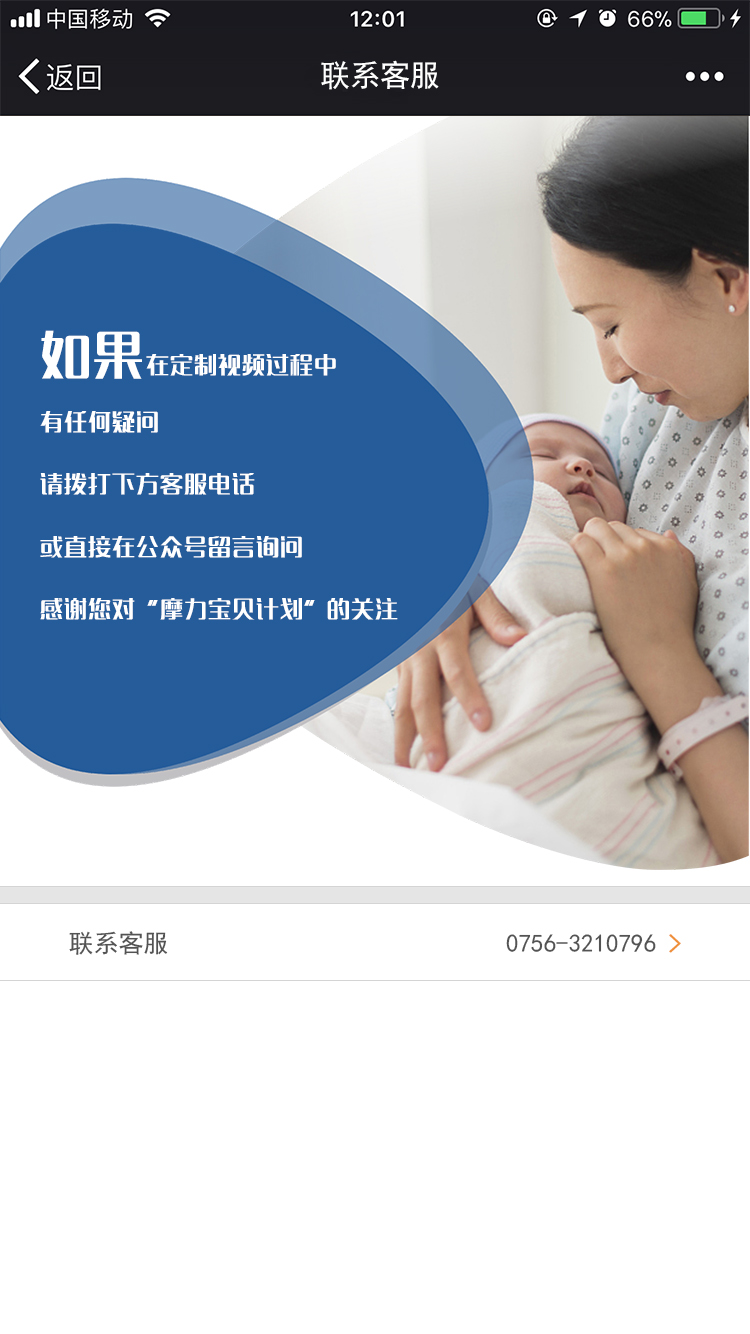 中国移动 12:01 66%
返回 联系客服
如果在定制视频过程中
有任何疑问
请拨打下方客服电话
或直接在公众号留言询问
感谢您对“摩力宝贝计划”的关注
联系客服 0756-3210796